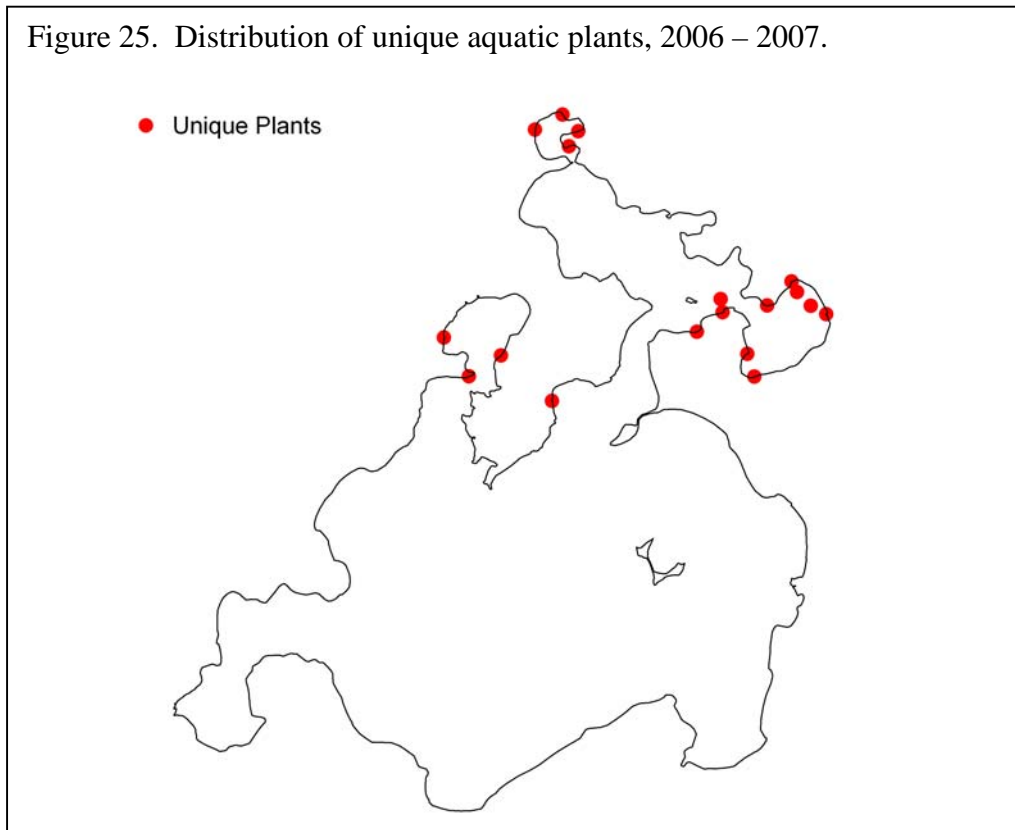 Figure 25.  Distribution of unique aquatic plants, 2006 – 2007.
Unique Plants